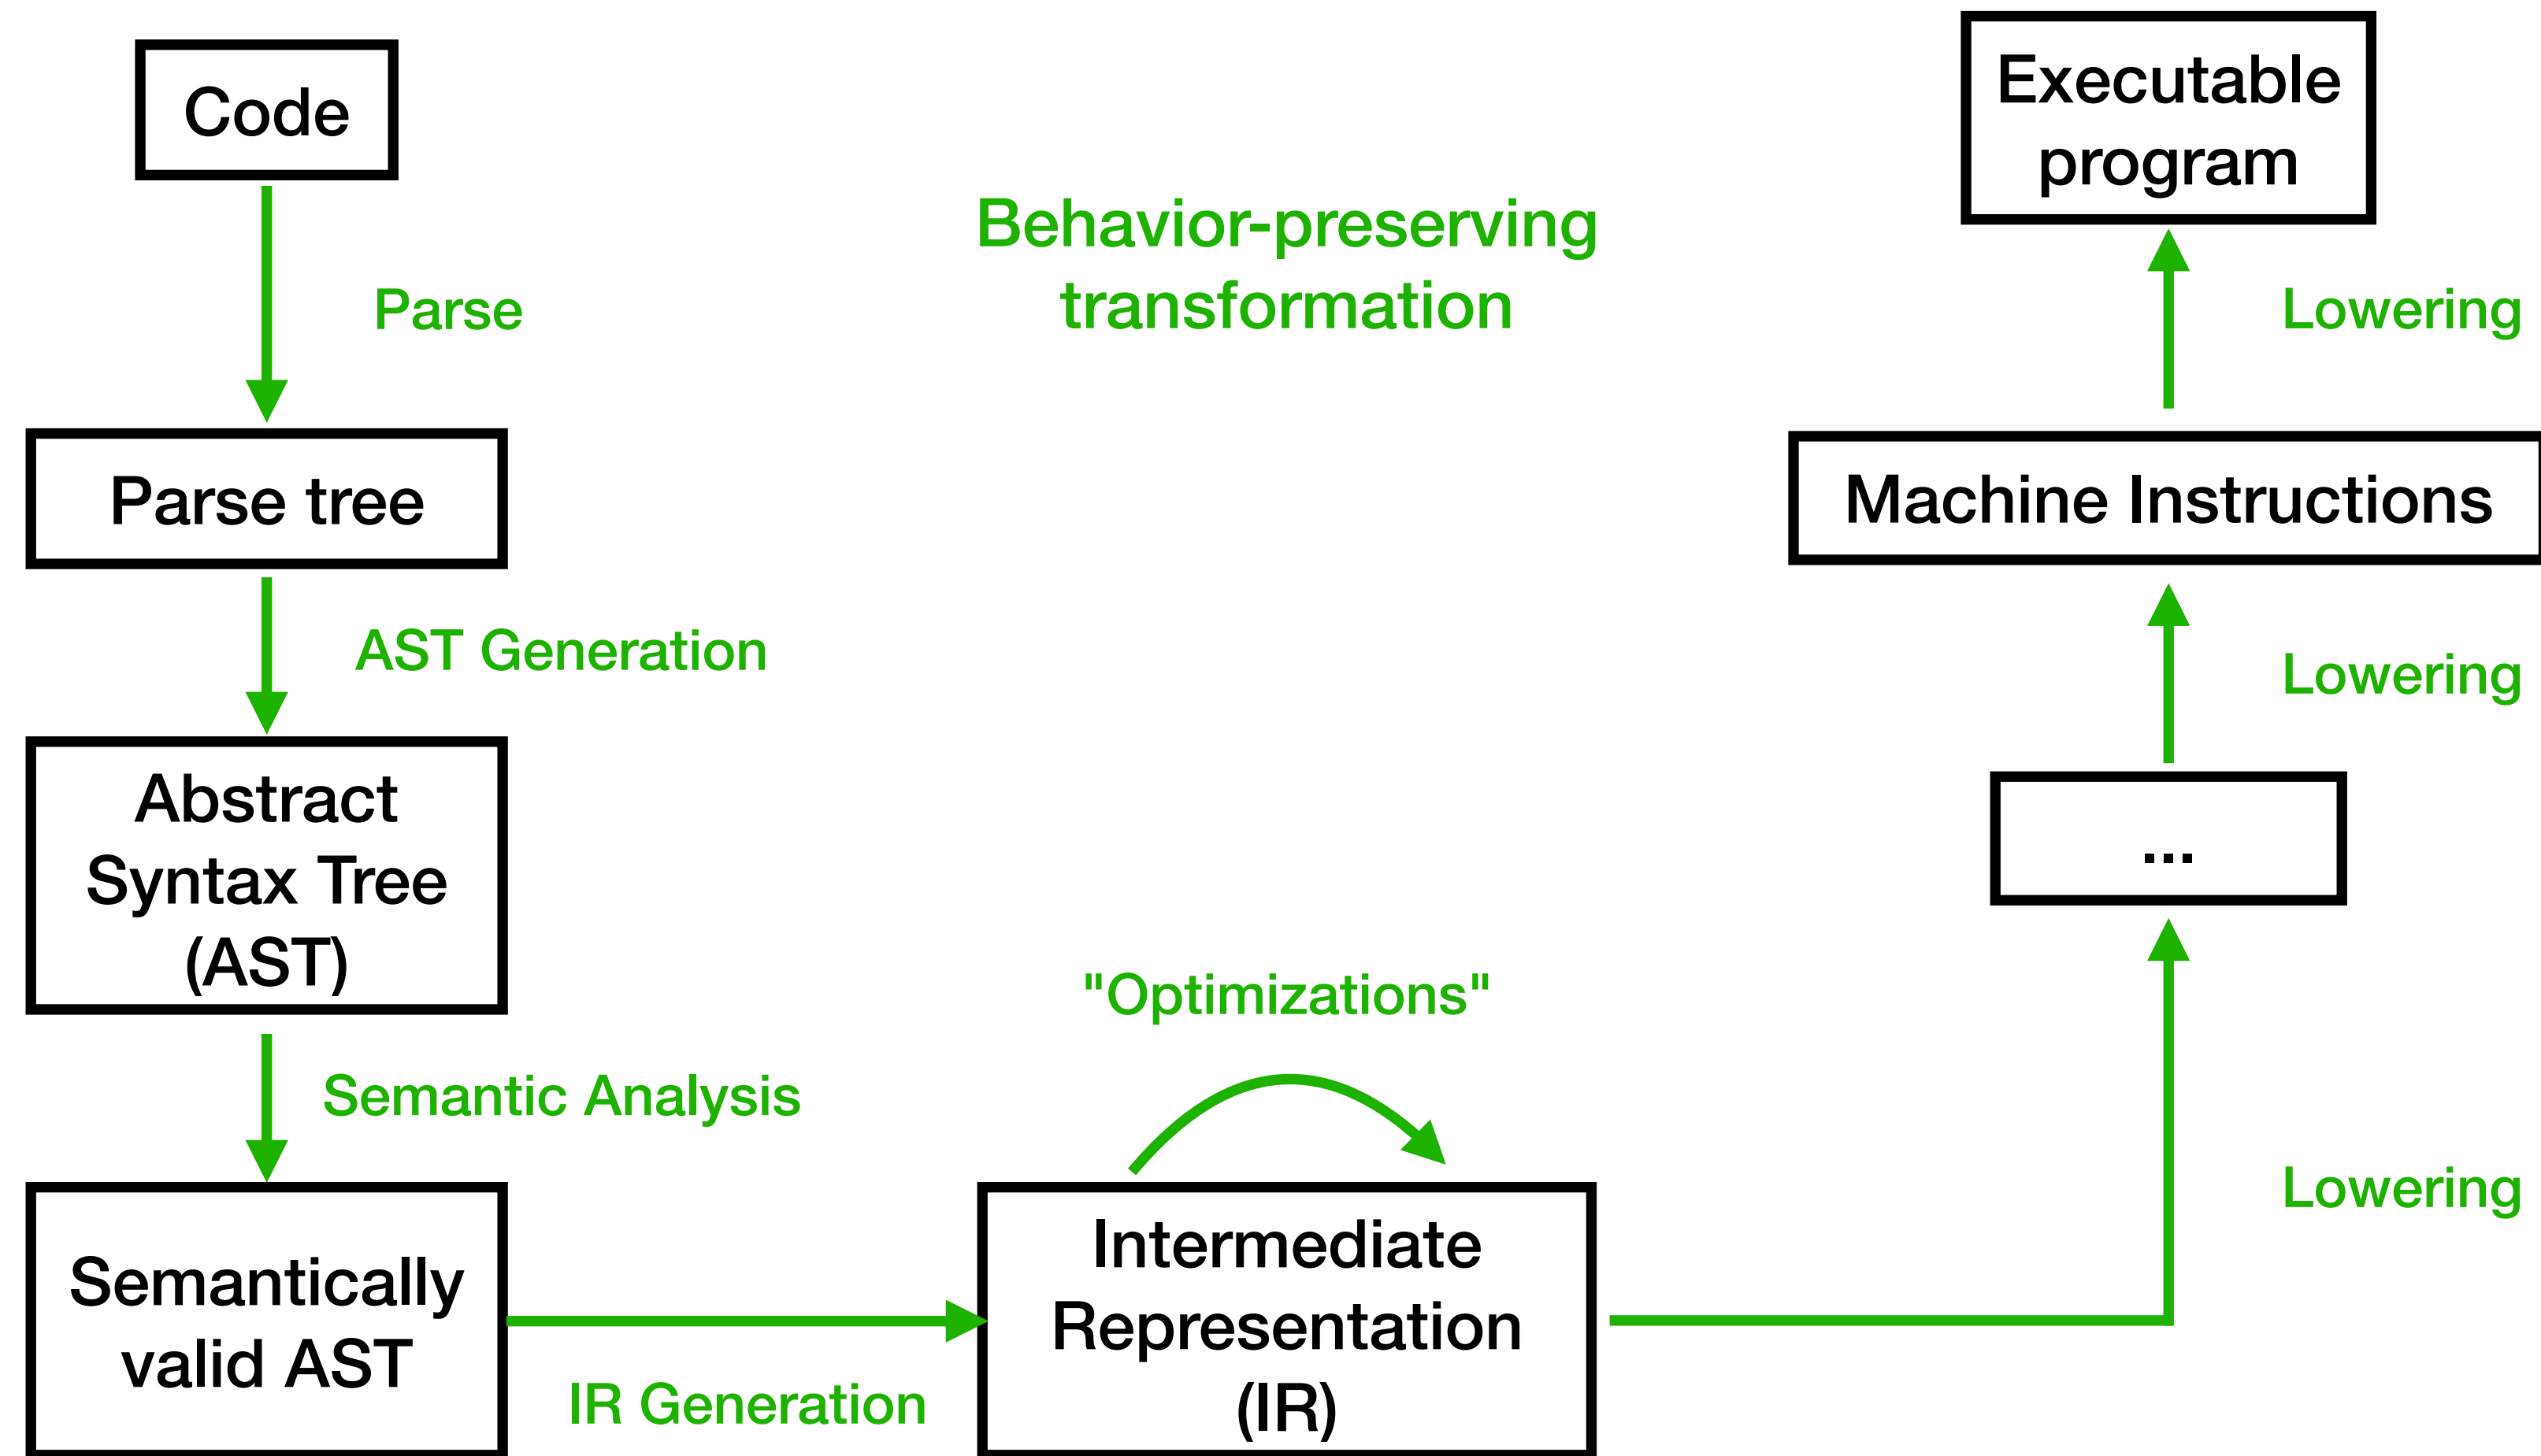 Code
Parse
Parse tree
AST Generation
Abstract
Syntax Tree
(AST)
Semantic Analysis
Semantically
valid AST
IR Generation
Behavior-preserving
transformation
"Optimizations"
Intermediate
Representation
(IR)
Lowering
...
Lowering
Machine Instructions
Lowering
Executable
program